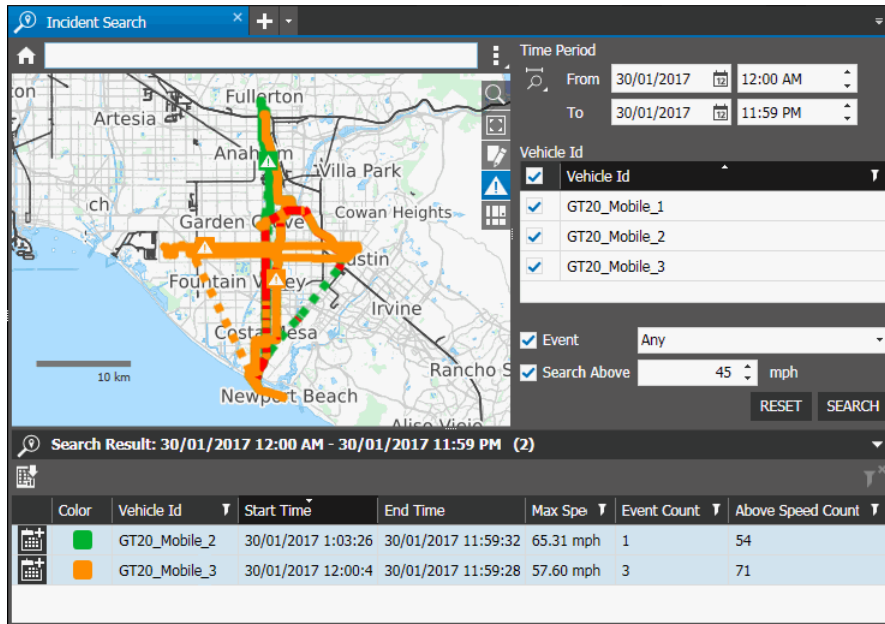 Incident Search
Time Period
From 30/01/2017 12 12:00 AM
To 30/01/2017 12 11:59 PM
Vehicle Id
Vehicle Id
GT20_Mobile_1
GT20_Mobile_2
GT20_Mobile_3
Event Any
Search Above 45 mph
RESET SEARCH
Fullerton
Artesia
Anaheim
Villa Park
Cowan Heights
Garden Grove
Tustin
Fountain Valley
Irvine
Costa Mesa
Rancho S
10 km
Newport Beach
Aliso Viejo
Search Result: 30/01/2017 12:00 AM - 30/01/2017 11:59 PM (2)
Color Vehicle Id Start Time End Time Max Spe Event Count Above Speed Count
GT20_Mobile_2 30/01/2017 1:03:26 30/01/2017 11:59:32 65.31 mph 1 54
GT20_Mobile_3 30/01/2017 12:00:4 30/01/2017 11:59:28 57.60 mph 3 71